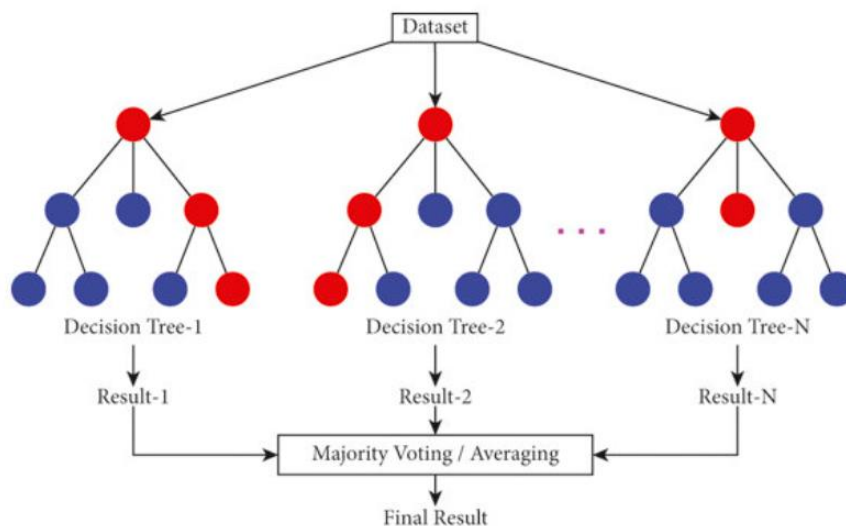 Dataset
Decision Tree-1
Decision Tree-2
Decision Tree-N
Result-1
Result-2
Result-N
Majority Voting / Averaging
Final Result